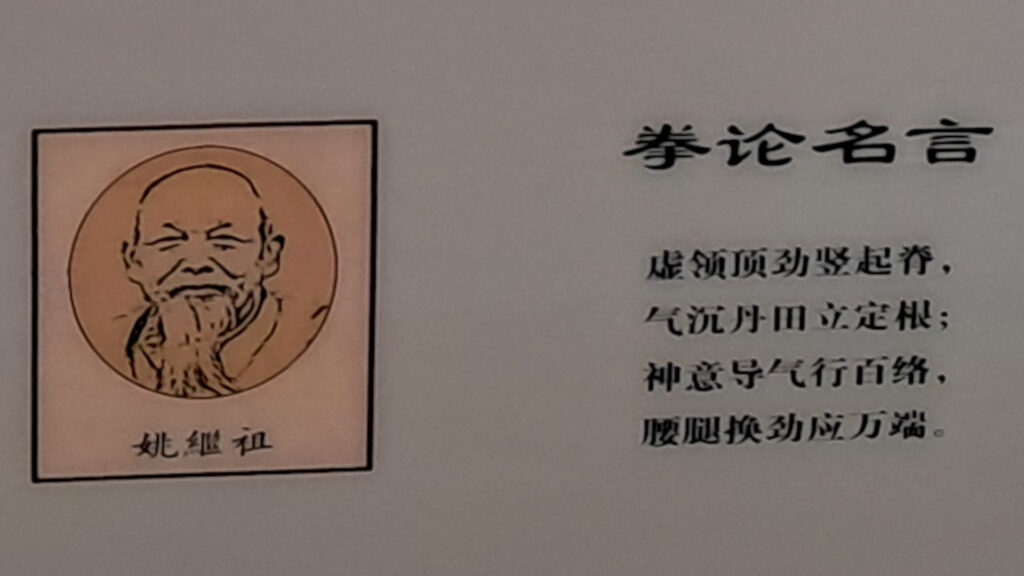 姚繼祖
拳论名言
虚领顶劲竖起脊，
气沉丹田立定根；
神意导气行百络，
腰腿换劲应万端。